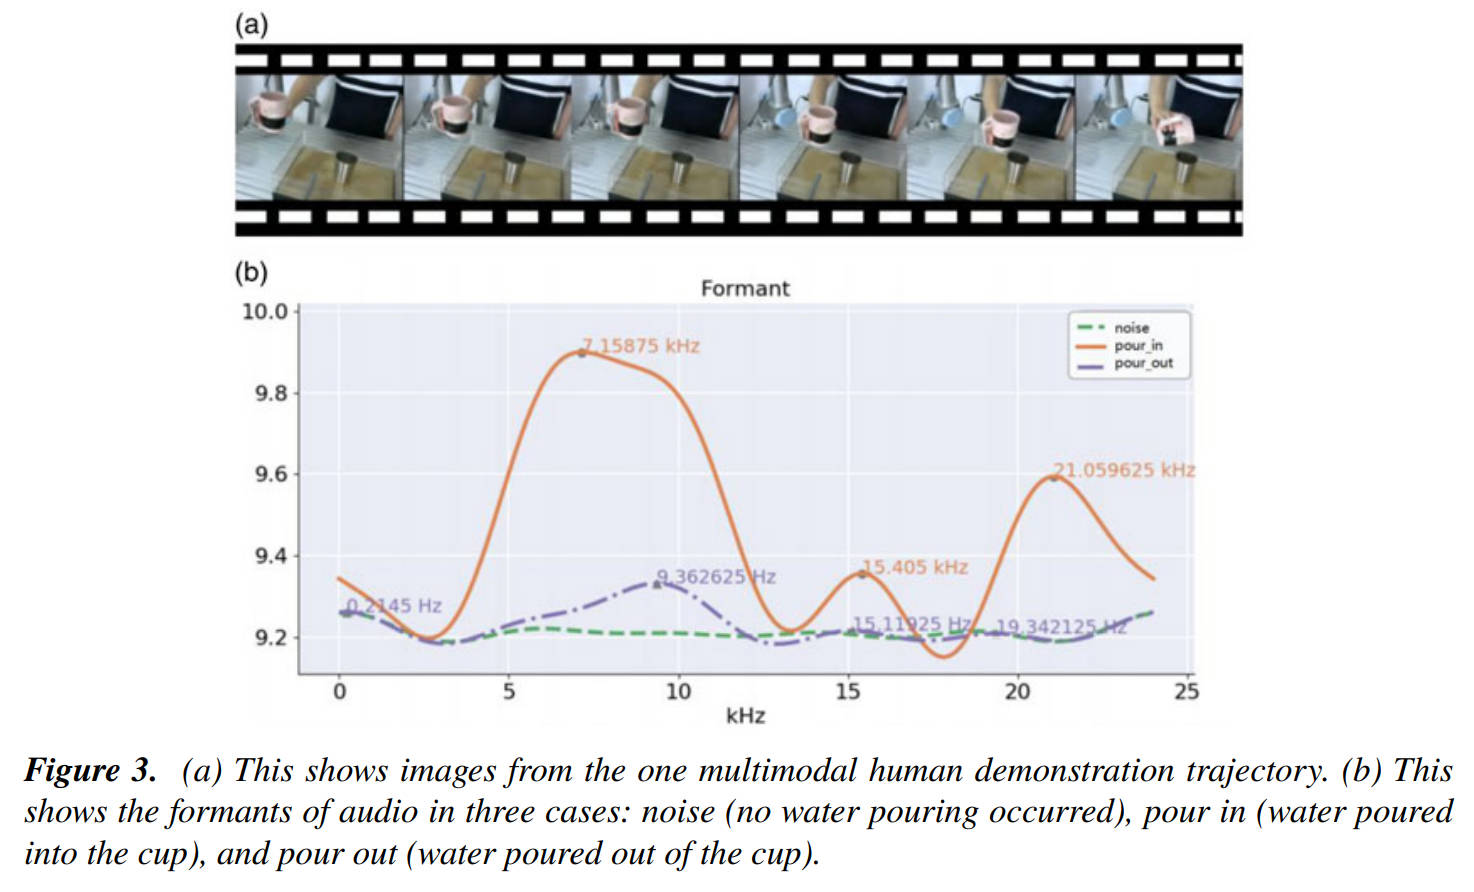 (a)
(b)
Formant
10.0
9.8
9.6
9.4
9.2
7.15875 kHz
21.059625 kHz
15.405 kHz
9.362625 Hz
0.2145 Hz
15.11925 Hz
19.342125 Hz
noise
pour_in
pour_out
0 5 10 15 20 25
kHz
Figure 3. (a) This shows images from the one multimodal human demonstration trajectory. (b) This
shows the formants of audio in three cases: noise (no water pouring occurred), pour in (water poured
into the cup), and pour out (water poured out of the cup).